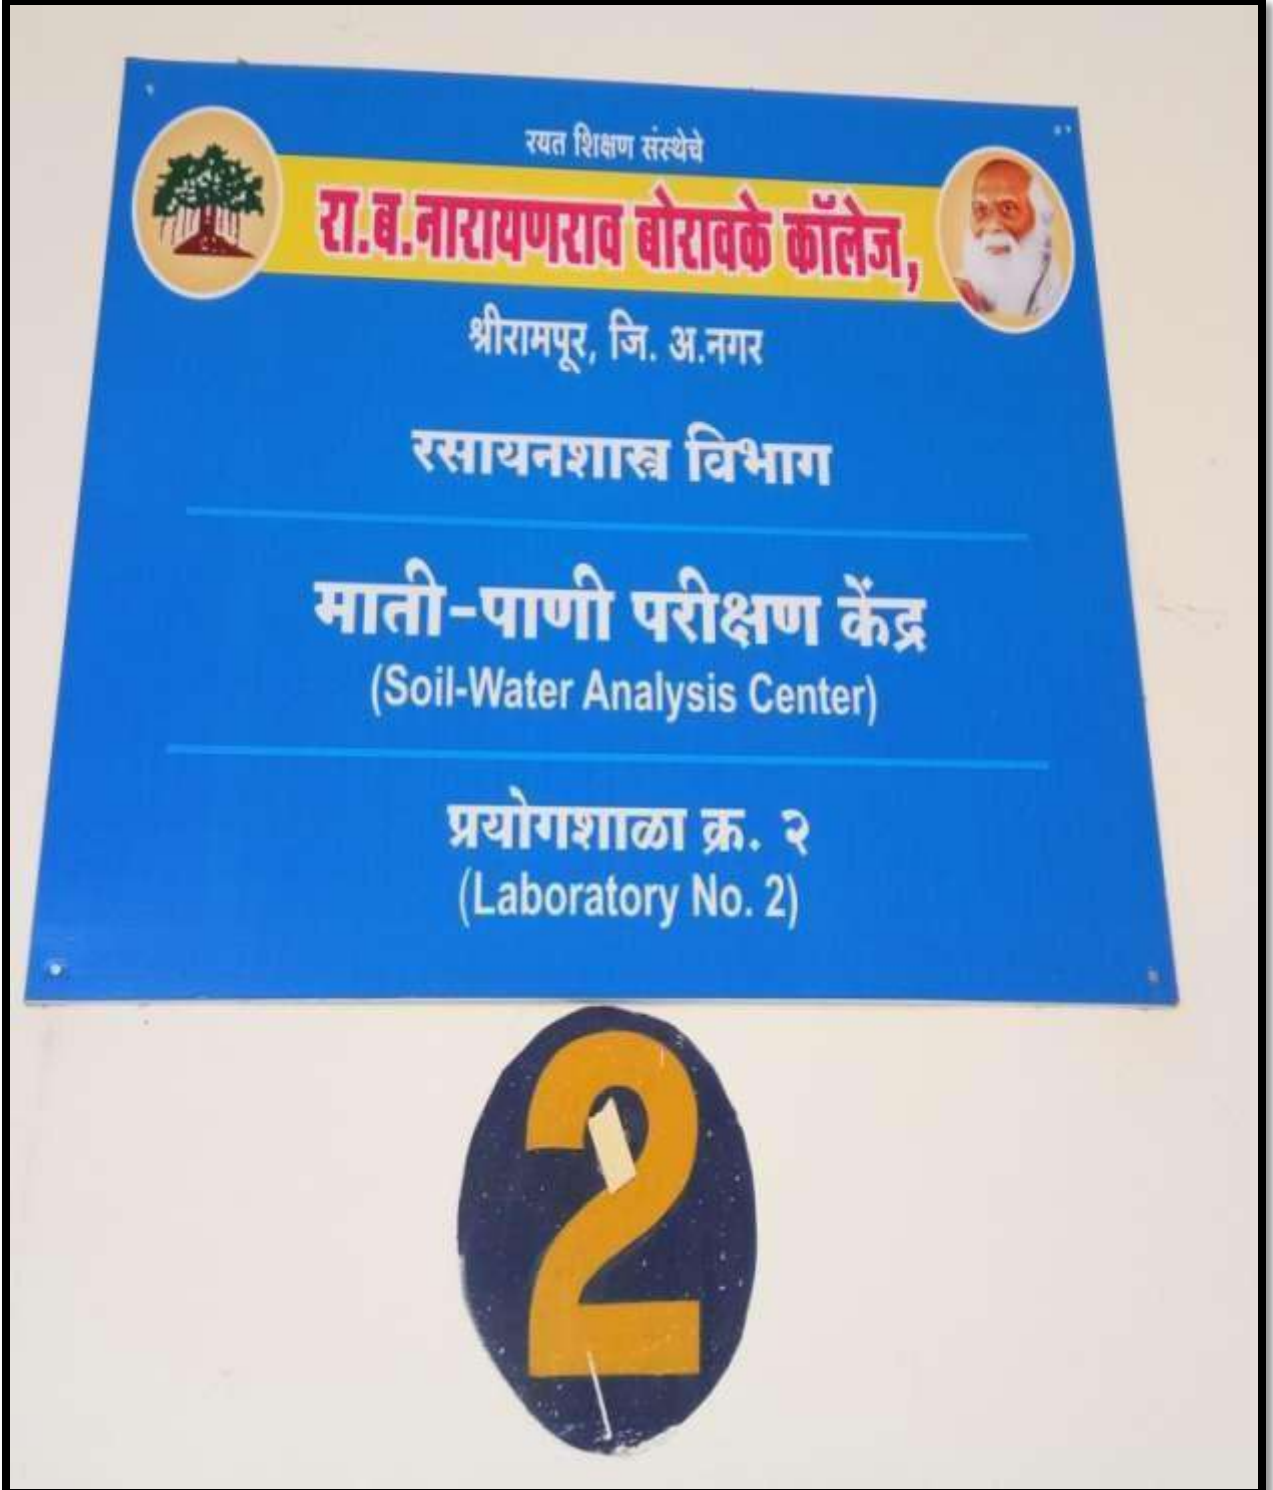 रयत शिक्षण संस्थेचे
रा.ब.नारायणराव बोरावके कॉलेज,
श्रीरामपूर, जि. अ.नगर
रसायनशास्त्र विभाग
माती-पाणी परीक्षण केंद्र
(Soil-Water Analysis Center)
प्रयोगशाळा क्र. २
(Laboratory No. 2)
2